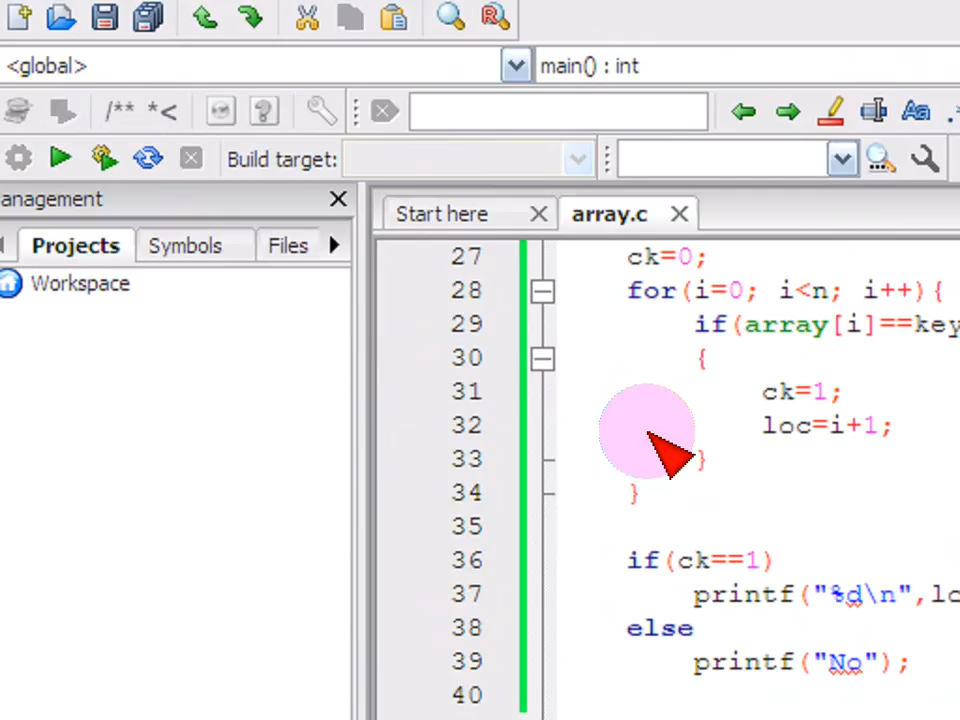 <global>
main() : int
/** *<
Build target:
anagement
Start here
array.c
Projects
Symbols
Files
Workspace
27 ck=0;
28 for(i=0; i<n; i++){
29 if(array[i]==key
30 {
31 ck=1;
32 loc=i+1;
33 }
34 }
35
36 if(ck==1)
37 printf("%d\n",lo
38 else
39 printf("No");
40